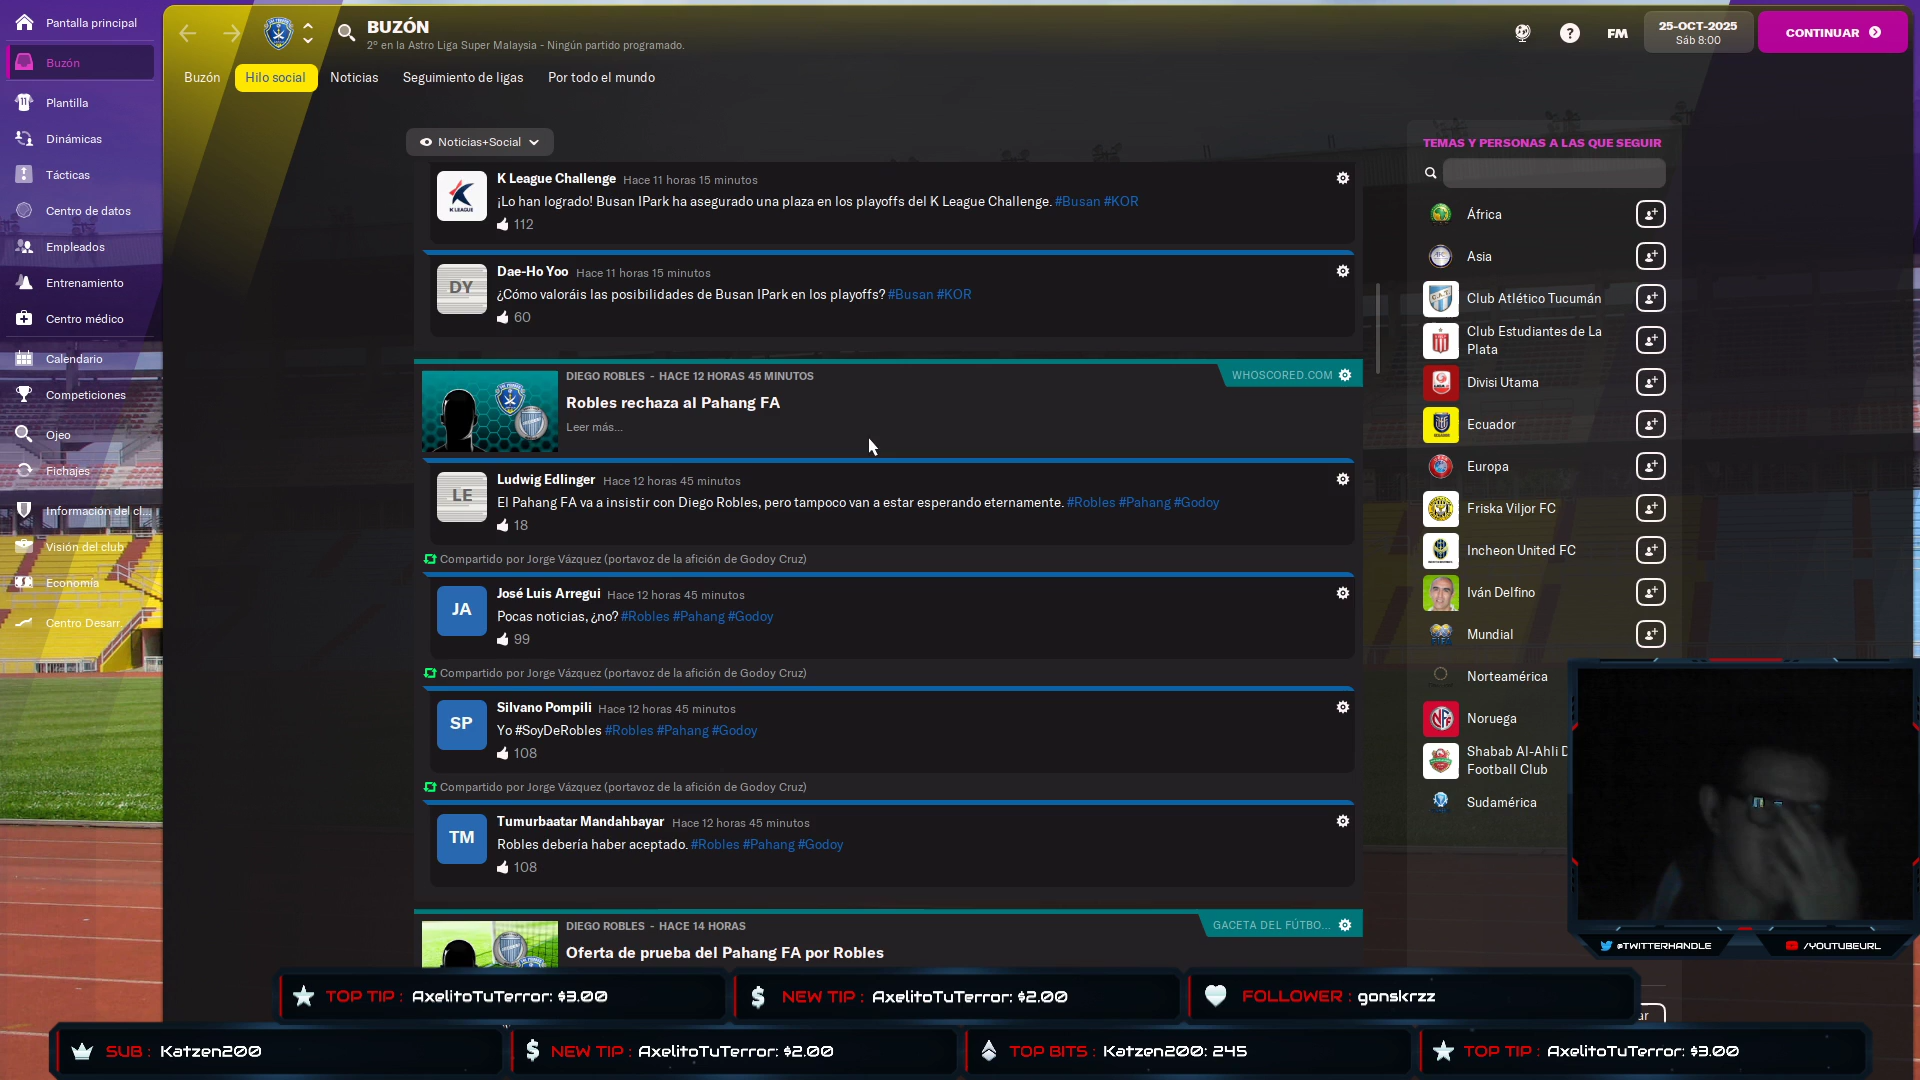 Pantalla principal
Buzón
Plantilla
Dinámicas
Tácticas
Centro de datos
Empleados
Entrenamiento
Centro médico
Calendario
Competiciones
Ojeo
Fichajes
Información del cl...
Visión del club
Economía
Centro Desarr.
BUZÓN
2º en la Astro Liga Super Malaysia - Ningún partido programado.
FM
25-OCT-2025
Sáb 8:00
CONTINUAR
Buzón
Hilo social
Noticias
Seguimiento de ligas
Por todo el mundo
Noticias+Social
K LEAGUE
K League Challenge Hace 11 horas 15 minutos
¡Lo han logrado! Busan IPark ha asegurado una plaza en los playoffs del K League Challenge. #Busan #KOR
112
DY
Dae-Ho Yoo Hace 11 horas 15 minutos
¿Cómo valoráis las posibilidades de Busan IPark en los playoffs? #Busan #KOR
60
DIEGO ROBLES - HACE 12 HORAS 45 MINUTOS
WHOSCORED.COM
Robles rechaza al Pahang FA
Leer más...
LE
Ludwig Edlinger Hace 12 horas 45 minutos
El Pahang FA va a insistir con Diego Robles, pero tampoco van a estar esperando eternamente. #Robles #Pahang #Godoy
18
Compartido por Jorge Vázquez (portavoz de la afición de Godoy Cruz)
JA
José Luis Arregui Hace 12 horas 45 minutos
Pocas noticias, ¿no? #Robles #Pahang #Godoy
99
Compartido por Jorge Vázquez (portavoz de la afición de Godoy Cruz)
SP
Silvano Pompili Hace 12 horas 45 minutos
Yo #SoyDeRobles #Robles #Pahang #Godoy
108
Compartido por Jorge Vázquez (portavoz de la afición de Godoy Cruz)
TM
Tumurbaatar Mandahbayar Hace 12 horas 45 minutos
Robles debería haber aceptado. #Robles #Pahang #Godoy
108
DIEGO ROBLES - HACE 14 HORAS
GACETA DEL FÚTBO...
Oferta de prueba del Pahang FA por Robles
TEMAS Y PERSONAS A LAS QUE SEGUIR
África
Asia
Club Atlético Tucumán
Club Estudiantes de La
Plata
Divisi Utama
Ecuador
Europa
Friska Viljor FC
Incheon United FC
Iván Delfino
Mundial
Norteamérica
Noruega
Shabab Al-Ahli D
Football Club
Sudamérica
@TWITTERHANDLE
/YOUTUBEURL
TOP TIP : AxelitoTuTerror: $3.00
NEW TIP : AxelitoTuTerror: $2.00
FOLLOWER : gonskrzz
ar
SUB : Katzen200
NEW TIP : AxelitoTuTerror: $2.00
TOP BITS : Katzen200: 245
TOP TIP : AxelitoTuTerror: $3.00